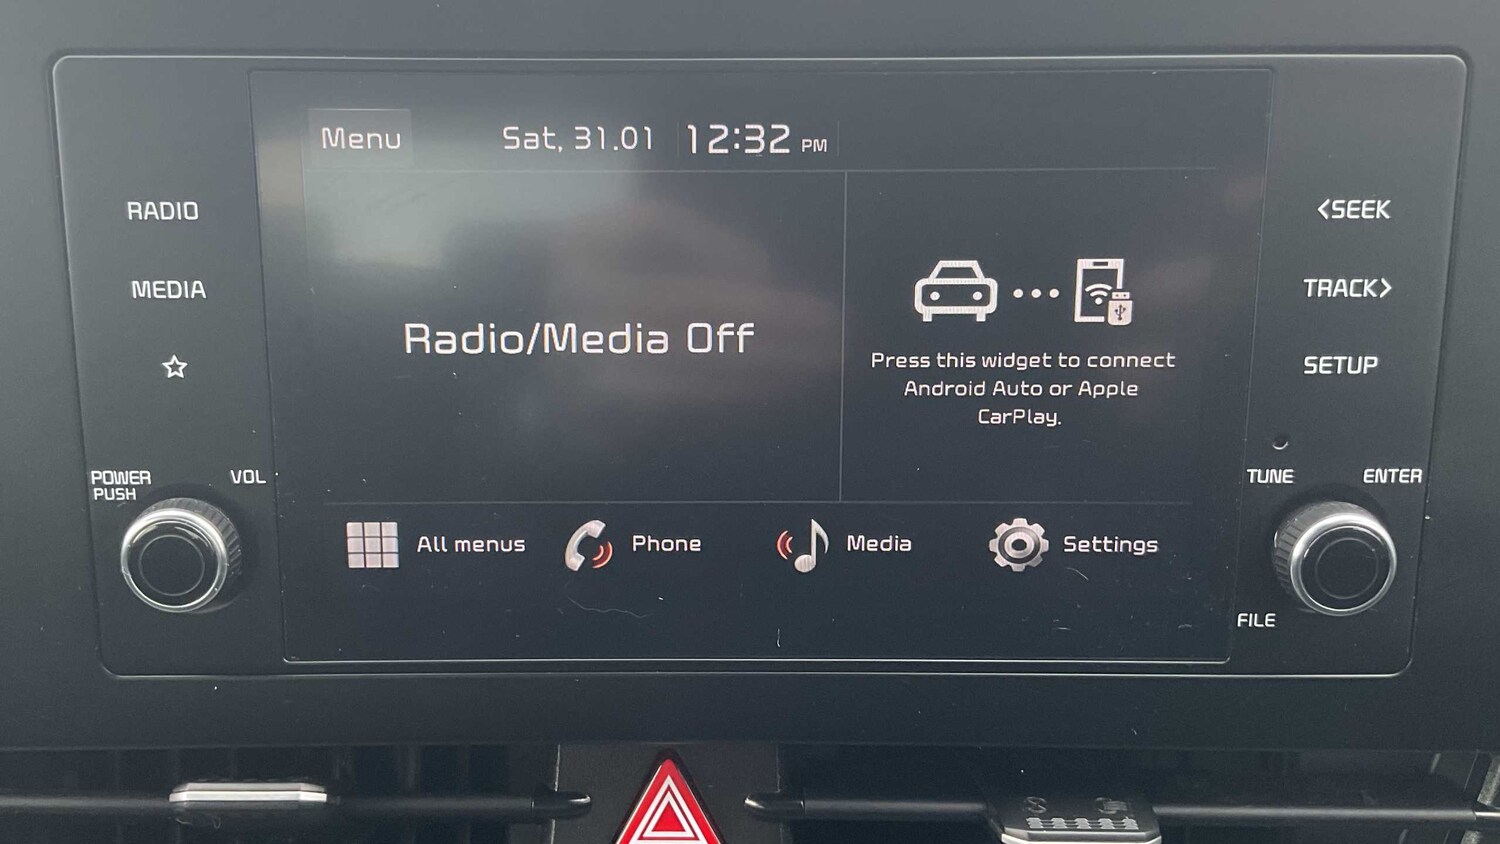 Menu
Sat, 31.01
12:32 PM
RADIO
MEDIA
POWER
PUSH
VOL
Radio/Media Off
Press this widget to connect
Android Auto or Apple
CarPlay.
<SEEK
TRACK>
SETUP
TUNE
ENTER
FILE
All menus
Phone
Media
Settings